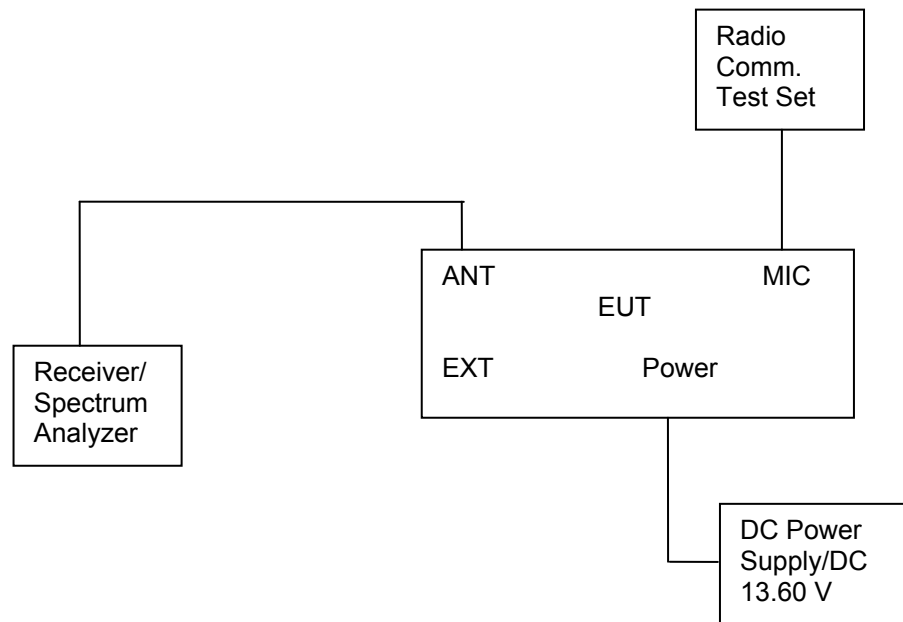 Radio
Comm.
Test Set
ANT
MIC
EUT
EXT
Power
Receiver/
Spectrum
Analyzer
DC Power
Supply/DC
13.60 V